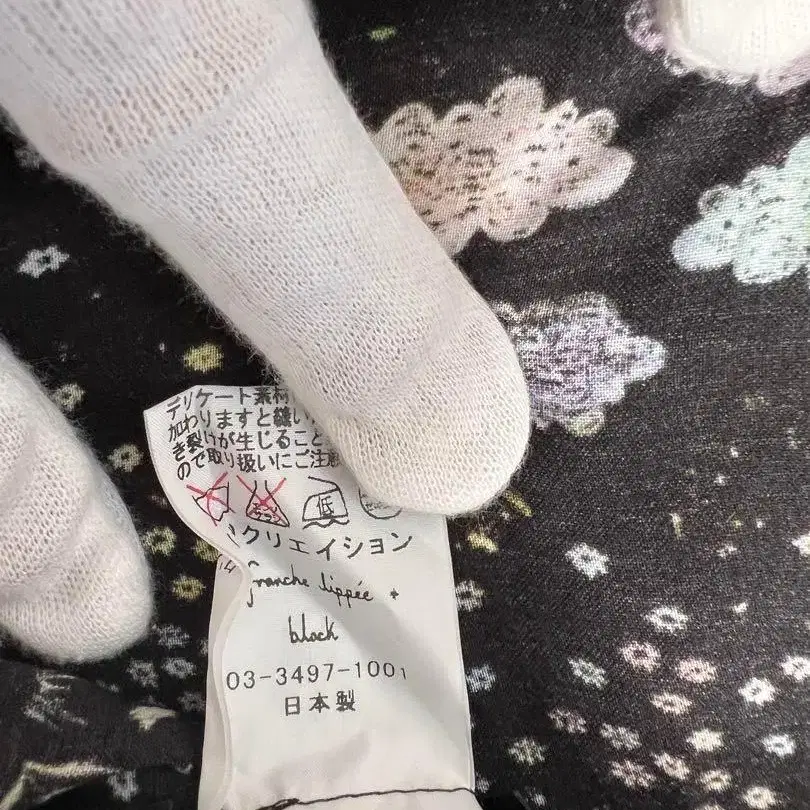 デリケート素材
加わりますと縫い
き裂けが生じること
ので取り扱いにご注意
低
クリエイション
franche lippée +
black
03-3497-1001
日本製